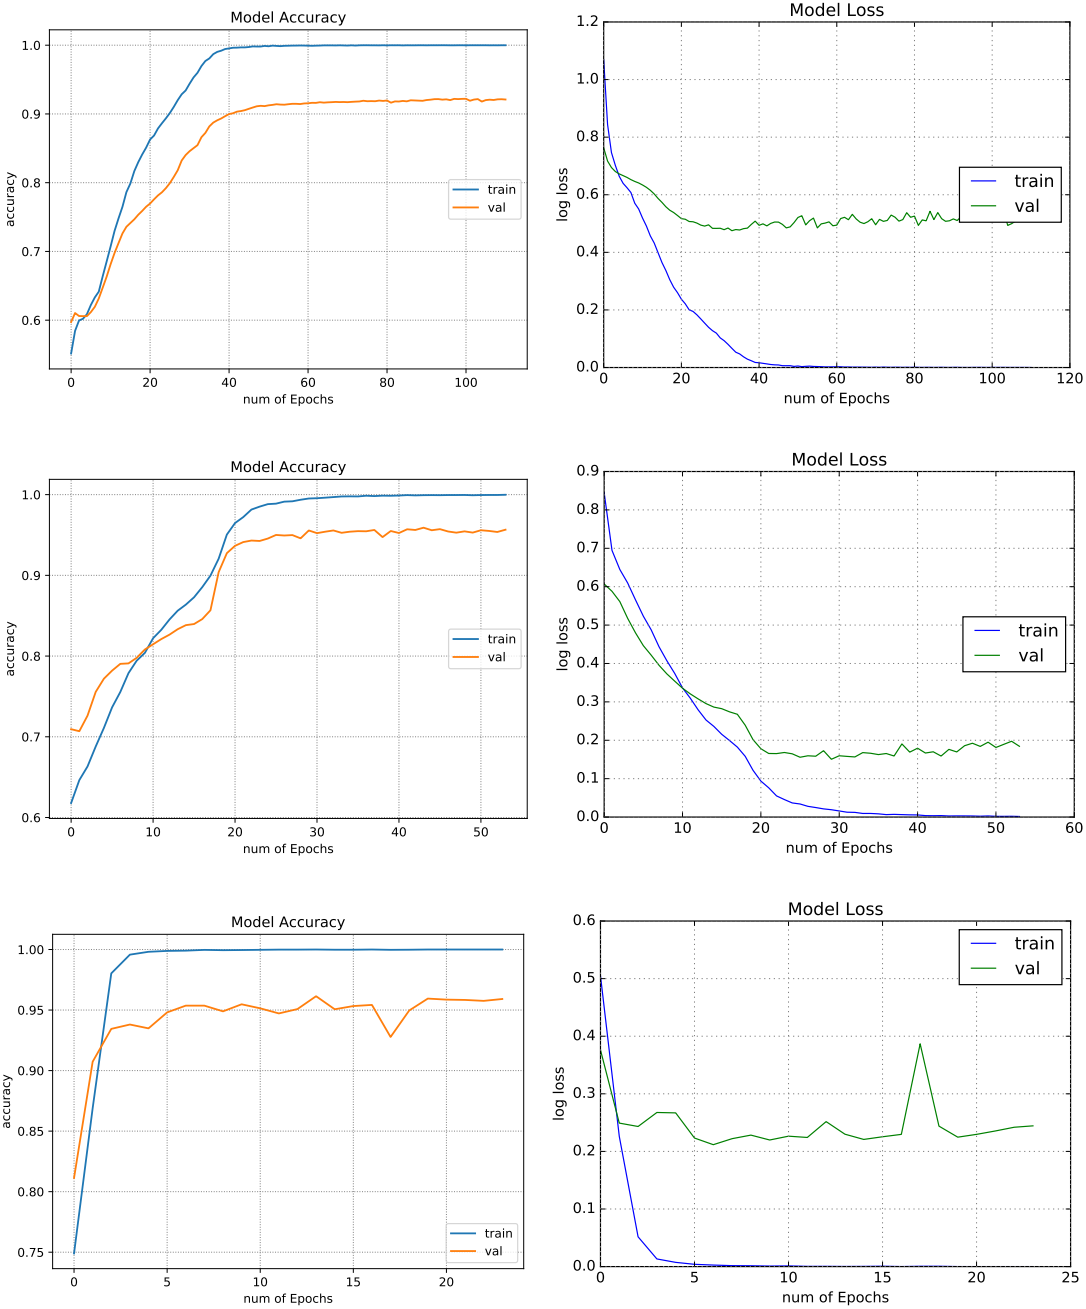 Model Accuracy
1.0
0.9
0.8
0.7
0.6
accuracy
train
val
0 20 40 60 80 100
num of Epochs
Model Loss
1.2
1.0
0.8
0.6
0.4
0.2
0.0
log loss
train
val
0 20 40 60 80 100 120
num of Epochs
Model Accuracy
1.0
0.9
0.8
0.7
0.6
accuracy
train
val
0 10 20 30 40 50
num of Epochs
Model Loss
0.9
0.8
0.7
0.6
0.5
0.4
0.3
0.2
0.1
0.0
log loss
train
val
0 10 20 30 40 50 60
num of Epochs
Model Accuracy
1.00
0.95
0.90
0.85
0.80
0.75
accuracy
train
val
0 5 10 15 20
num of Epochs
Model Loss
0.6
0.5
0.4
0.3
0.2
0.1
0.0
log loss
train
val
0 5 10 15 20 25
num of Epochs